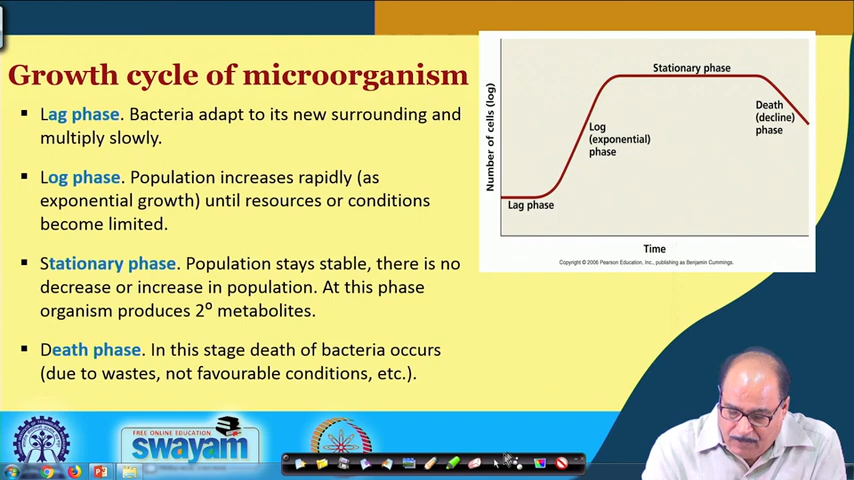 Growth cycle of microorganism
▪ Lag phase. Bacteria adapt to its new surrounding and
multiply slowly.
▪ Log phase. Population increases rapidly (as
exponential growth) until resources or conditions
become limited.
▪ Stationary phase. Population stays stable, there is no
decrease or increase in population. At this phase
organism produces 2º metabolites.
▪ Death phase. In this stage death of bacteria occurs
(due to wastes, not favourable conditions, etc.).
Number of cells (log)
Stationary phase
Death
(decline)
phase
Log
(exponential)
phase
Lag phase
Time
Copyright © 2006 Pearson Education, Inc., publishing as Benjamin Cummings.
FREE ONLINE EDUCATION
swayam